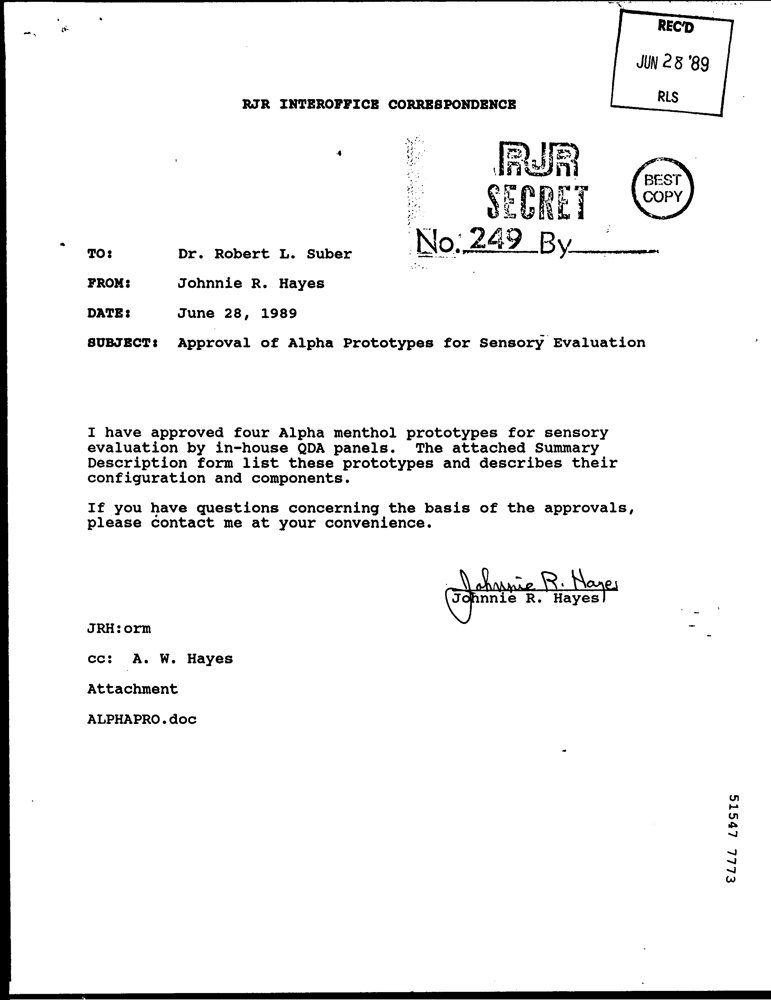 REC'D
JUN 28 '89
RLS
RJR INTEROFFICE CORRESPONDENCE
RJR
SECRET
No. 249 By
BEST
COPY
TO: Dr. Robert L. Suber
FROM: Johnnie R. Hayes
DATE: June 28, 1989
SUBJECT: Approval of Alpha Prototypes for Sensory Evaluation
I have approved four Alpha menthol prototypes for sensory
evaluation by in-house QDA panels. The attached Summary
Description form list these prototypes and describes their
configuration and components.
If you have questions concerning the basis of the approvals,
please contact me at your convenience.
Johnnie R. Hayes
Johnnie R. Hayes
JRH:orm
cc: A. W. Hayes
Attachment
ALPHAPRO.doc
51547 7773